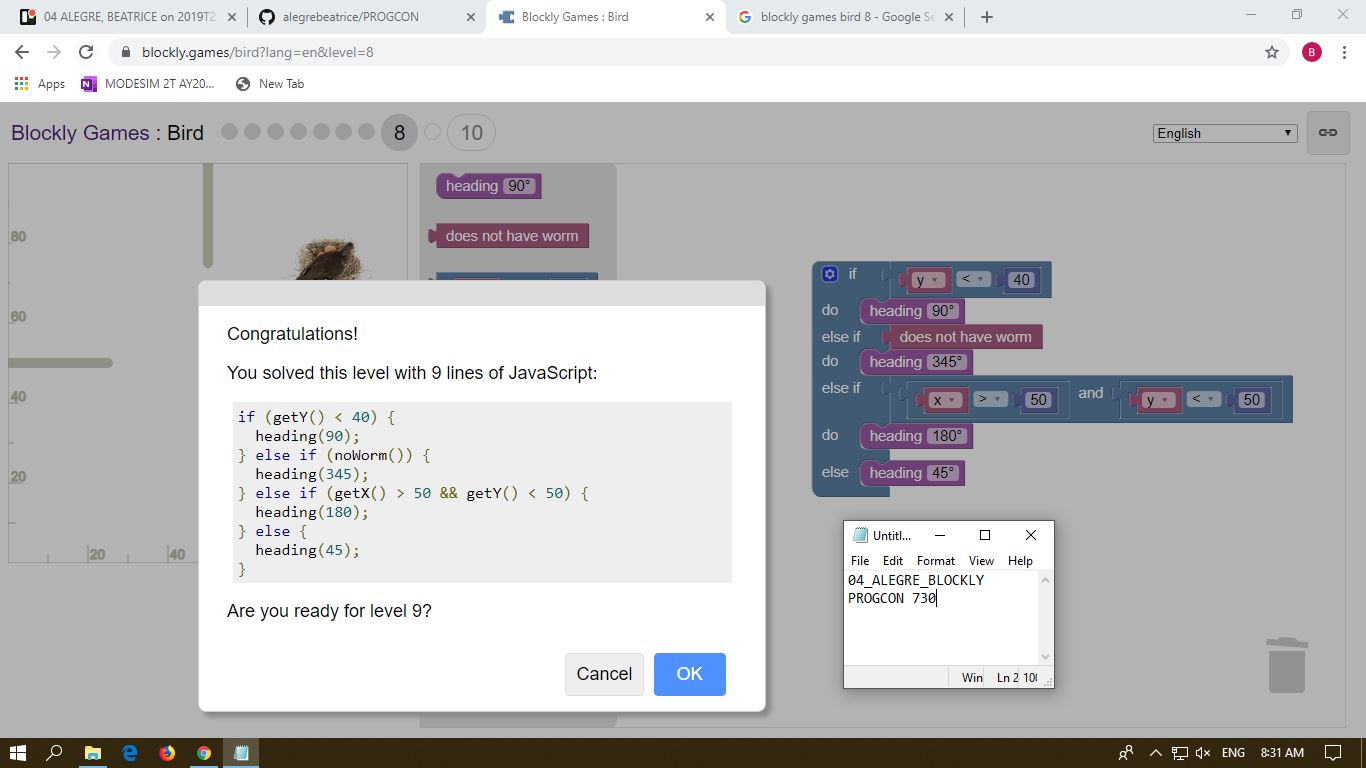 04 ALEGRE, BEATRICE on 2019T2
alegrebeatrice/PROGCON
Blockly Games : Bird
blockly games bird 8 - Google Se
blockly.games/bird?lang=en&level=8
B
Apps
MODESIM 2T AY20...
New Tab
Blockly Games : Bird
8
10
English
80
60
40
20
20
40
heading 90°
does not have worm
if y < 40
do heading 90°
else if does not have worm
do heading 345°
else if x > 50 and y < 50
do heading 180°
else heading 45°
Congratulations!
You solved this level with 9 lines of JavaScript:
if (getY() < 40) {
heading(90);
} else if (noWorm()) {
heading(345);
} else if (getX() > 50 && getY() < 50) {
heading(180);
} else {
heading(45);
}
Are you ready for level 9?
Cancel
OK
Untitl...
File Edit Format View Help
04_ALEGRE_BLOCKLY
PROGCON 730
Win Ln 2 100
ENG 8:31 AM